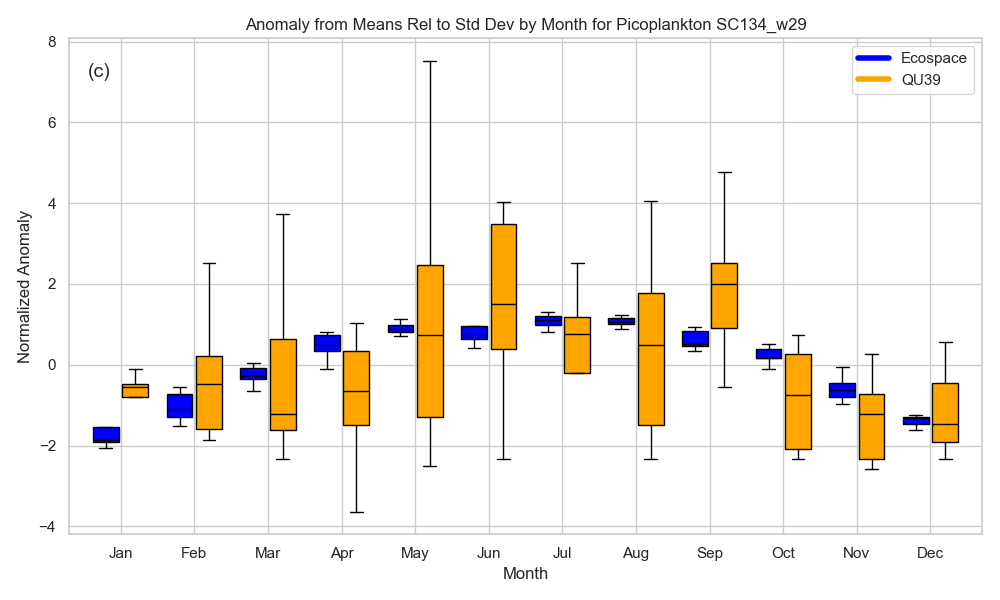 Anomaly from Means Rel to Std Dev by Month for Picoplankton SC134_w29
(c)
Ecospace
QU39
8
6
4
2
0
−2
−4
Normalized Anomaly
Jan Feb Mar Apr May Jun Jul Aug Sep Oct Nov Dec
Month